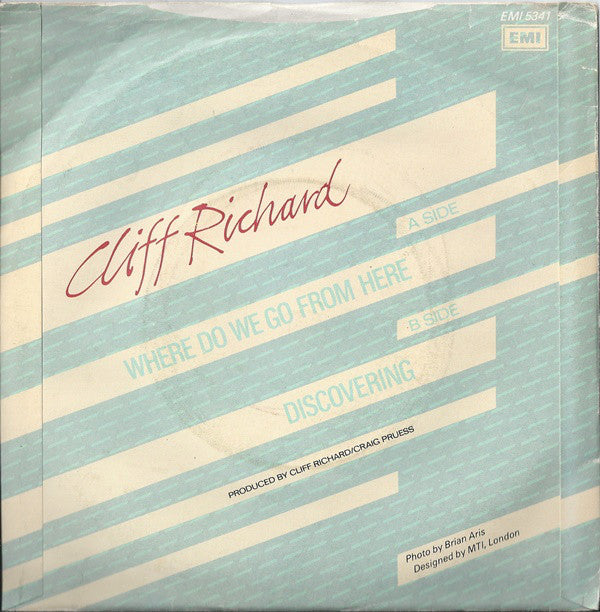 EMI 5341
EMI
Cliff Richard
A SIDE
WHERE DO WE GO FROM HERE
B SIDE
DISCOVERING
PRODUCED BY CLIFF RICHARD/CRAIG PRUESS
Photo by Brian Aris
Designed by MTI, London